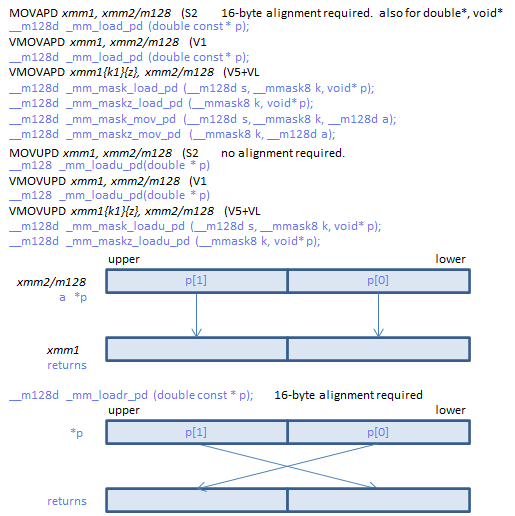 MOVAPD xmm1, xmm2/m128 (S2 16-byte alignment required. also for double*, void*
__m128d _mm_load_pd (double const * p);
VMOVAPD xmm1, xmm2/m128 (V1
__m128d _mm_load_pd (double const * p);
VMOVAPD xmm1{k1}{z}, xmm2/m128 (V5+VL
__m128d _mm_mask_load_pd (__m128d s, __mmask8 k, void* p);
__m128d _mm_maskz_load_pd (__mmask8 k, void* p);
__m128d _mm_mask_mov_pd (__m128d s, __mmask8 k, __m128d a);
__m128d _mm_maskz_mov_pd (__mmask8 k, __m128d a);
MOVUPD xmm1, xmm2/m128 (S2 no alignment required.
__m128 _mm_loadu_pd(double * p)
VMOVUPD xmm1, xmm2/m128 (V1
__m128 _mm_loadu_pd(double * p)
VMOVUPD xmm1{k1}{z}, xmm2/m128 (V5+VL
__m128d _mm_mask_loadu_pd (__m128d s, __mmask8 k, void* p);
__m128d _mm_maskz_loadu_pd (__mmask8 k, void* p);
upper lower
xmm2/m128 p[1] p[0]
a *p
xmm1
returns
__m128d _mm_loadr_pd (double const * p); 16-byte alignment required
upper lower
*p p[1] p[0]
returns